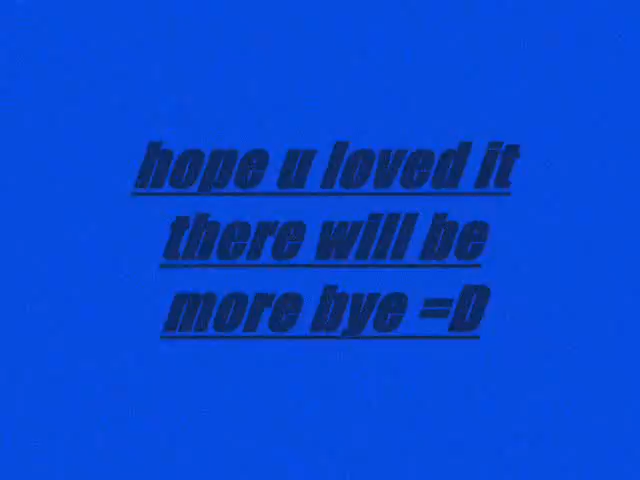 hope u loved it
there will be
more bye =D